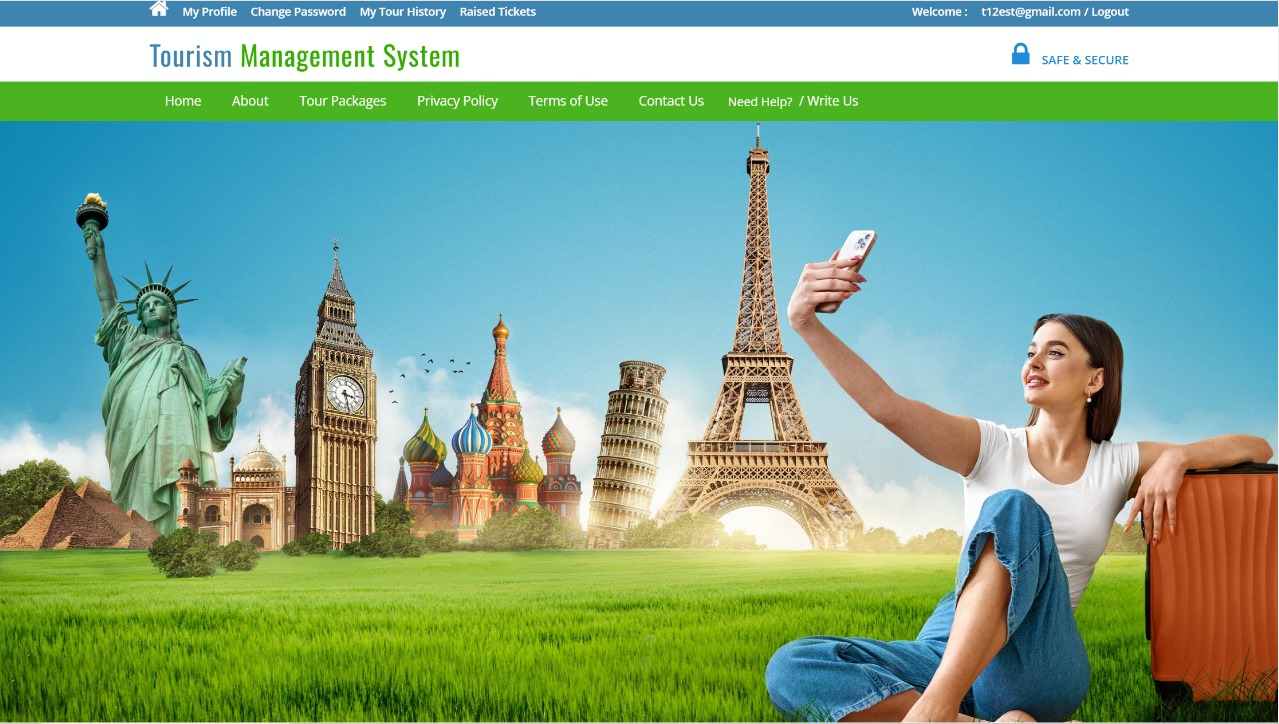 My Profile Change Password My Tour History Raised Tickets Welcome : t12est@gmail.com / Logout
Tourism Management System SAFE & SECURE
Home About Tour Packages Privacy Policy Terms of Use Contact Us Need Help? / Write Us